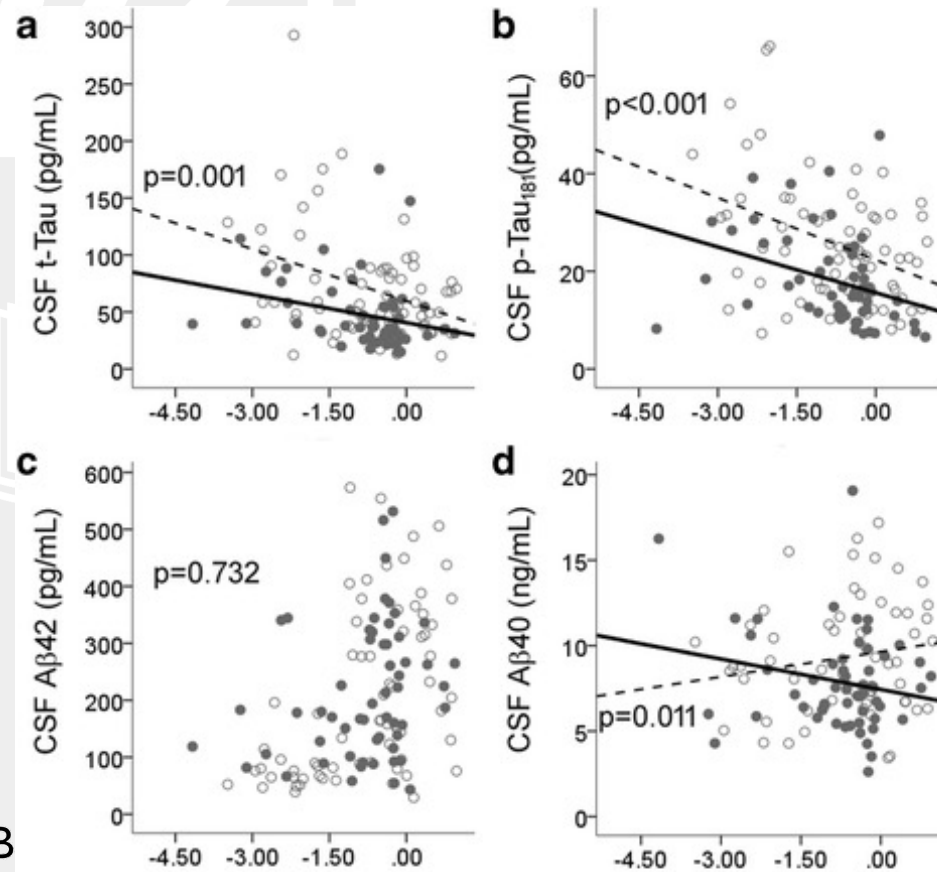 a
CSF t-Tau (pg/mL)
300
250
200
150
100
50
0
p=0.001
-4.50 -3.00 -1.50 .00
b
CSF p-Tau₁₈₁(pg/mL)
60
40
20
0
p<0.001
-4.50 -3.00 -1.50 .00
c
CSF Aβ42 (pg/mL)
600
500
400
300
200
100
0
p=0.732
-4.50 -3.00 -1.50 .00
d
CSF Aβ40 (ng/mL)
20
15
10
5
0
p=0.011
-4.50 -3.00 -1.50 .00
B